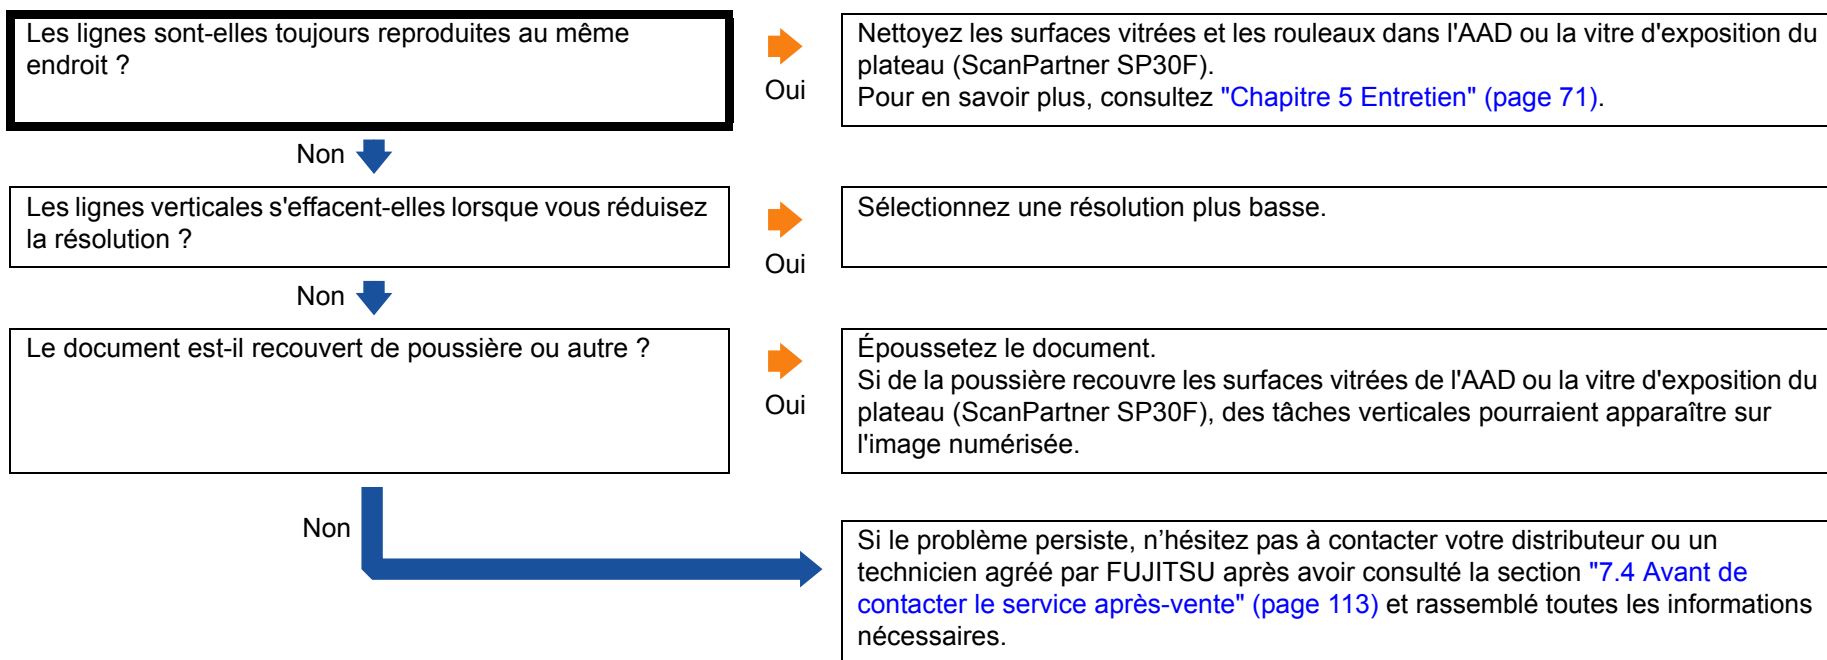 Les lignes sont-elles toujours reproduites au même
endroit ?
Oui
Nettoyez les surfaces vitrées et les rouleaux dans l'AAD ou la vitre d'exposition du
plateau (ScanPartner SP30F).
Pour en savoir plus, consultez "Chapitre 5 Entretien" (page 71).
Non
Les lignes verticales s'effacent-elles lorsque vous réduisez
la résolution ?
Oui
Sélectionnez une résolution plus basse.
Non
Le document est-il recouvert de poussière ou autre ?
Oui
Époussetez le document.
Si de la poussière recouvre les surfaces vitrées de l'AAD ou la vitre d'exposition du
plateau (ScanPartner SP30F), des tâches verticales pourraient apparaître sur
l'image numérisée.
Non
Si le problème persiste, n’hésitez pas à contacter votre distributeur ou un
technicien agréé par FUJITSU après avoir consulté la section "7.4 Avant de
contacter le service après-vente" (page 113) et rassemblé toutes les informations
nécessaires.